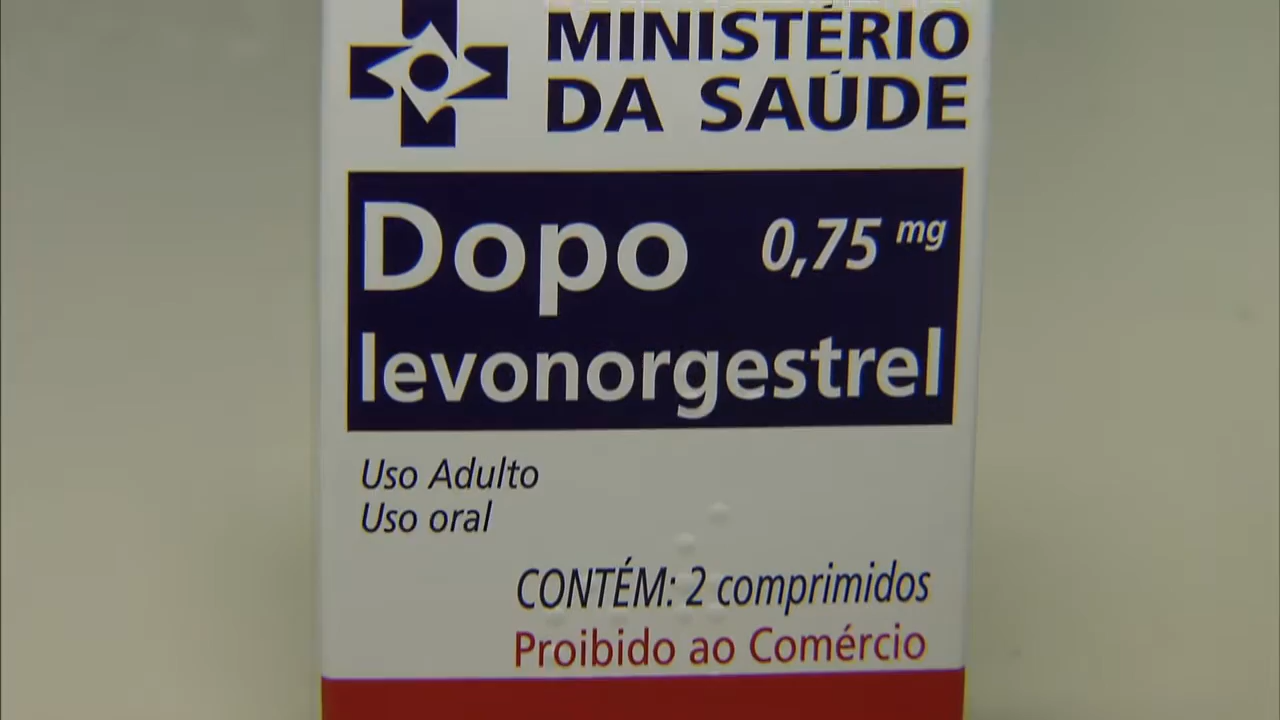 MINISTÉRIO
DA SAÚDE
Dopo 0,75 mg
levonorgestrel
Uso Adulto
Uso oral
CONTÉM: 2 comprimidos
Proibido ao Comércio